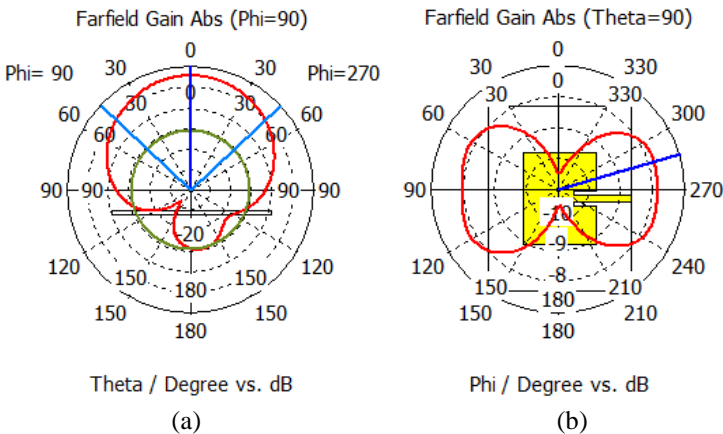 Farfield Gain Abs (Phi=90)
0
30 30
Phi= 90 Phi=270
0
30 30
60 60
60 60
90 90 90 90
-20
120 120
180
150 150
180
Theta / Degree vs. dB
(a)
Farfield Gain Abs (Theta=90)
0
30 0 330
30 330
60 300
90 270
-10
-9
120 240
-8
150 180 210
150 210
180
Phi / Degree vs. dB
(b)